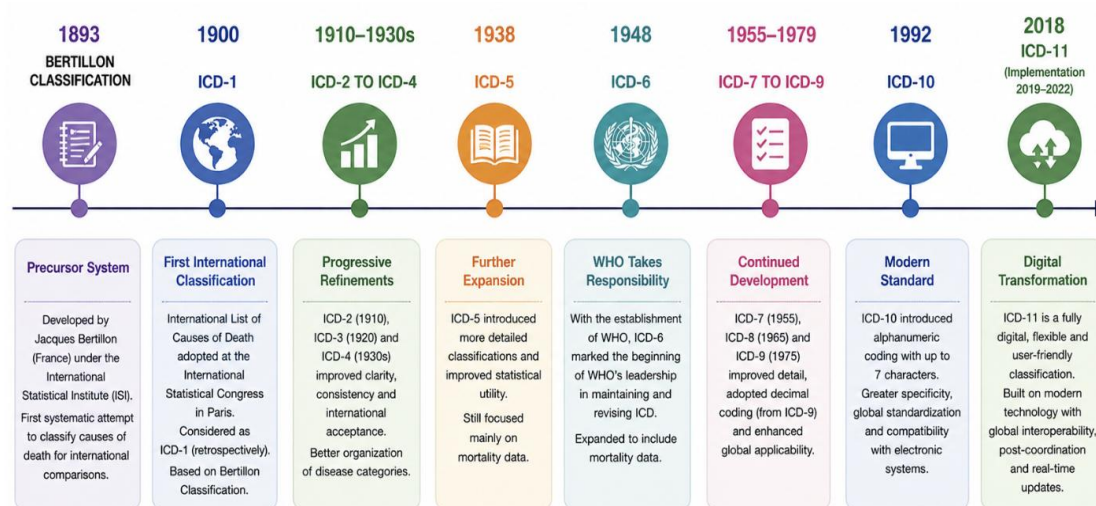 1893
BERTILLON
CLASSIFICATION
1900
ICD-1
1910–1930s
ICD-2 TO ICD-4
1938
ICD-5
1948
ICD-6
1955–1979
ICD-7 TO ICD-9
1992
ICD-10
2018
ICD-11
(Implementation
2019–2022)
Precursor System
Developed by
Jacques Bertillon
(France) under the
International
Statistical Institute (ISI).
First systematic attempt
to classify causes of
death for international
comparisons.
First International
Classification
International List of
Causes of Death
adopted at the
International
Statistical Congress
in Paris.
Considered as
ICD-1 (retrospectively).
Based on Bertillon
Classification.
Progressive
Refinements
ICD-2 (1910),
ICD-3 (1920) and
ICD-4 (1930s)
improved clarity,
consistency and
international
acceptance.
Better organization
of disease categories.
Further
Expansion
ICD-5 introduced
more detailed
classifications and
improved statistical
utility.
Still focused
mainly on
mortality data.
WHO Takes
Responsibility
With the establishment
of WHO, ICD-6
marked the beginning
of WHO's leadership
in maintaining and
revising ICD.
Expanded to include
mortality data.
Continued
Development
ICD-7 (1955),
ICD-8 (1965) and
ICD-9 (1975)
improved detail,
adopted decimal
coding (from ICD-9)
and enhanced
global applicability.
Modern
Standard
ICD-10 introduced
alphanumeric
coding with up to
7 characters.
Greater specificity,
global standardization
and compatibility
with electronic
systems.
Digital
Transformation
ICD-11 is a fully
digital, flexible and
user-friendly
classification.
Built on modern
technology with
global interoperability,
post-coordination
and real-time
updates.